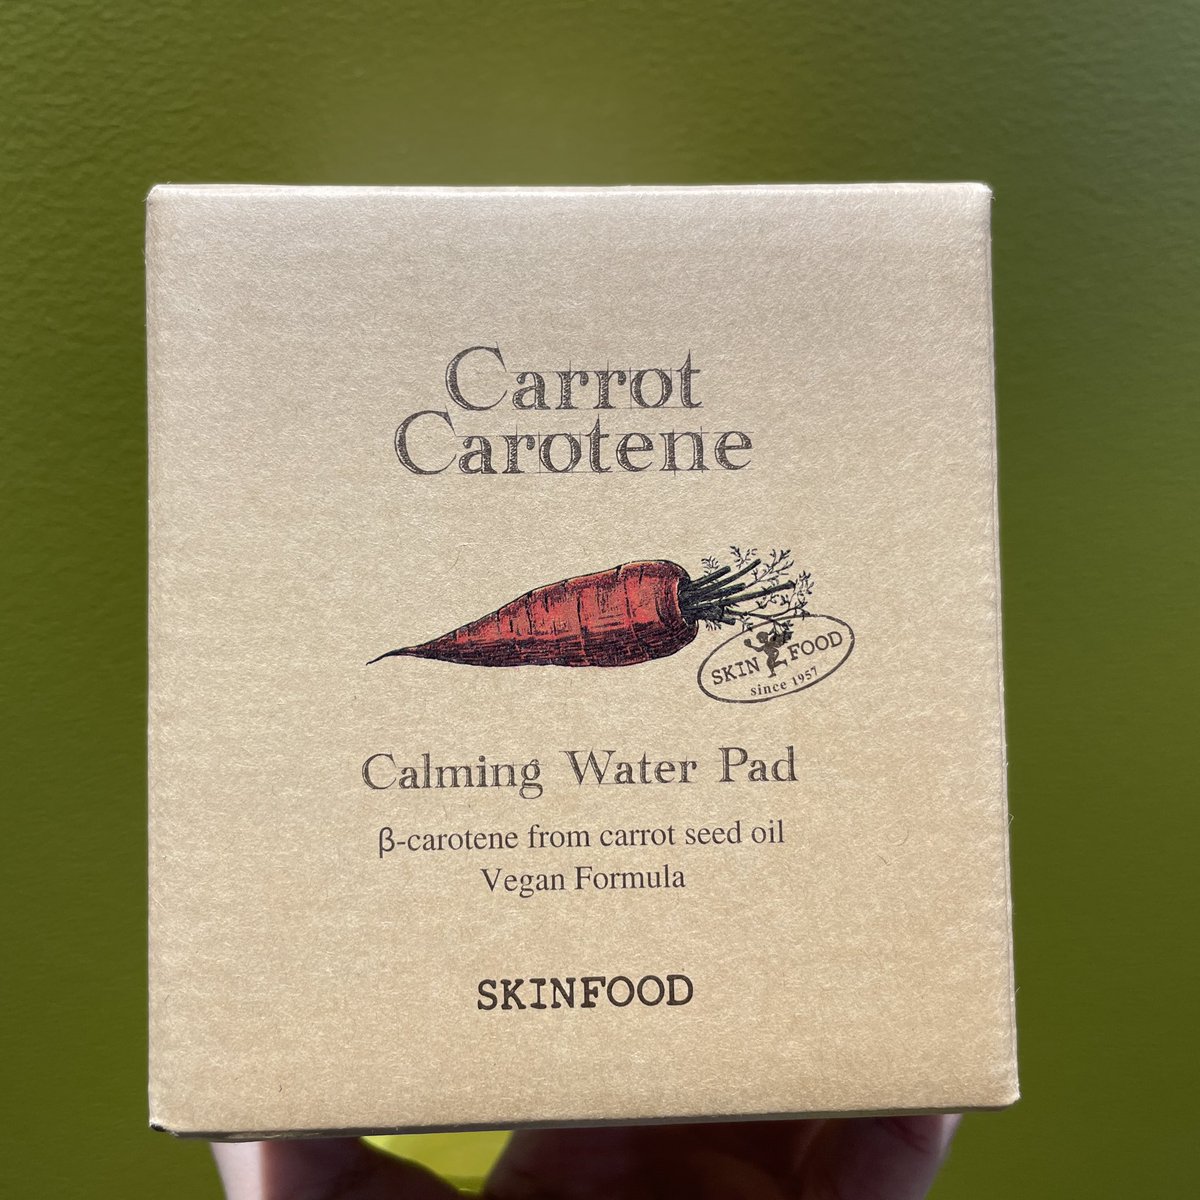 Carrot
Carotene
SKIN FOOD
since 1957
Calming Water Pad
β-carotene from carrot seed oil
Vegan Formula
SKINFOOD